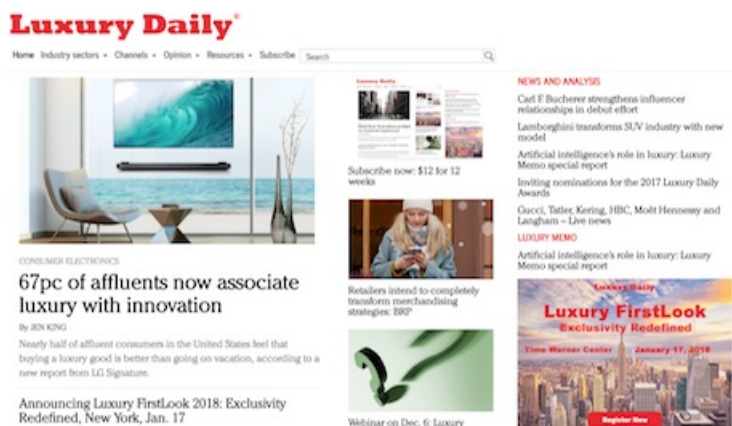 Luxury Daily®
Home Industry sectors Channels Opinion Resources Subscribe Search
CONSUMER ELECTRONICS
67pc of affluents now associate
luxury with innovation
By JEN KING
Nearly half of affluent consumers in the United States feel that
buying a luxury good is better than going on vacation, according to a
new report from LG Signature.
Announcing Luxury FirstLook 2018: Exclusivity
Redefined, New York, Jan. 17
Luxury Daily
Subscribe now: $12 for 12
weeks
Retailers intend to completely
transform merchandising
strategies: BRP
Webinar on Dec. 6: Luxury
NEWS AND ANALYSIS
Carl F. Bucherer strengthens influencer
relationships in debut effort
Lamborghini transforms SUV industry with new
model
Artificial intelligence's role in luxury: Luxury
Memo special report
Inviting nominations for the 2017 Luxury Daily
Awards
Gucci, Tatler, Kering, HBC, Moët Hennessy and
Langham – Live news
LUXURY MEMO
Artificial intelligence's role in luxury: Luxury
Memo special report
Luxury Daily
Luxury FirstLook
Exclusivity Redefined
Time Warner Center January 17, 2018
Register Now